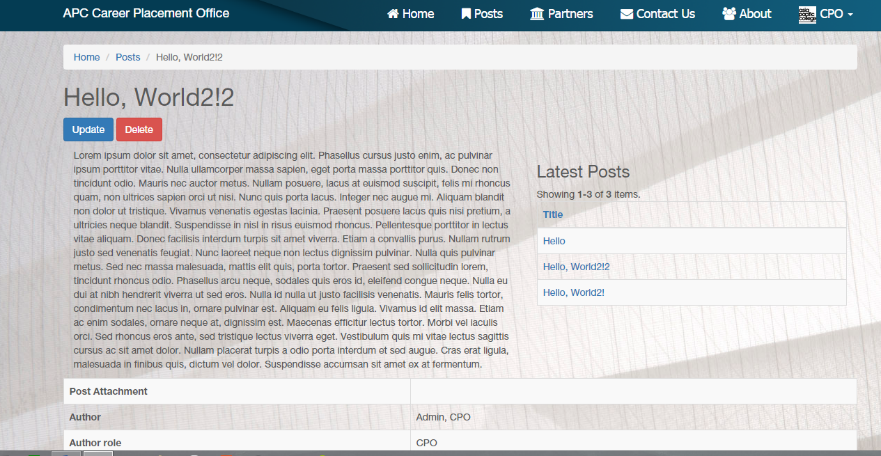 APC Career Placement Office
Home Posts Partners Contact Us About CPO
Home / Posts / Hello, World2!2
Hello, World2!2
Update Delete
Lorem ipsum dolor sit amet, consectetur adipiscing elit. Phasellus cursus justo enim, ac pulvinar
ipsum porttitor vitae. Nulla ullamcorper massa sapien, eget porta massa porttitor quis. Donec non
tincidunt odio. Mauris nec auctor metus. Nullam posuere, lacus at euismod suscipit, felis mi rhoncus
quam, non ultrices sapien orci ut nisi. Nunc quis porta lacus. Integer nec augue mi. Aliquam blandit
non dolor ut tristique. Vivamus venenatis egestas lacinia. Praesent posuere lacus quis nisi pretium, a
ultricies neque blandit. Suspendisse in nisl in risus euismod rhoncus. Pellentesque porttitor in lectus
vitae aliquam. Donec facilisis interdum turpis sit amet viverra. Etiam a convallis purus. Nullam rutrum
justo sed venenatis feugiat. Nunc laoreet neque non lectus dignissim pulvinar. Nulla quis pulvinar
metus. Sed nec massa malesuada, mattis elit quis, porta tortor. Praesent sed sollicitudin lorem,
tincidunt rhoncus odio. Phasellus arcu neque, sodales quis eros id, eleifend congue neque. Nulla eu
dui at nibh hendrerit viverra ut sed eros. Nulla id nulla ut justo facilisis venenatis. Mauris felis tortor,
condimentum nec lacus in, ornare pulvinar est. Aliquam eu felis ligula. Vivamus id elit massa. Etiam
ac enim sodales, ornare neque at, dignissim est. Maecenas efficitur lectus tortor. Morbi vel iaculis
orci. Sed rhoncus eros ante, sed tristique lectus viverra eget. Vestibulum quis mi vitae lectus sagittis
cursus ac sit amet dolor. Nullam placerat turpis a odio porta interdum et sed augue. Cras erat ligula,
malesuada in finibus quis, dictum vel dolor. Suspendisse accumsan sit amet ex at fermentum.
Latest Posts
Showing 1-3 of 3 items.
Title
Hello
Hello, World2!2
Hello, World2!
Post Attachment
Author Admin, CPO
Author role CPO